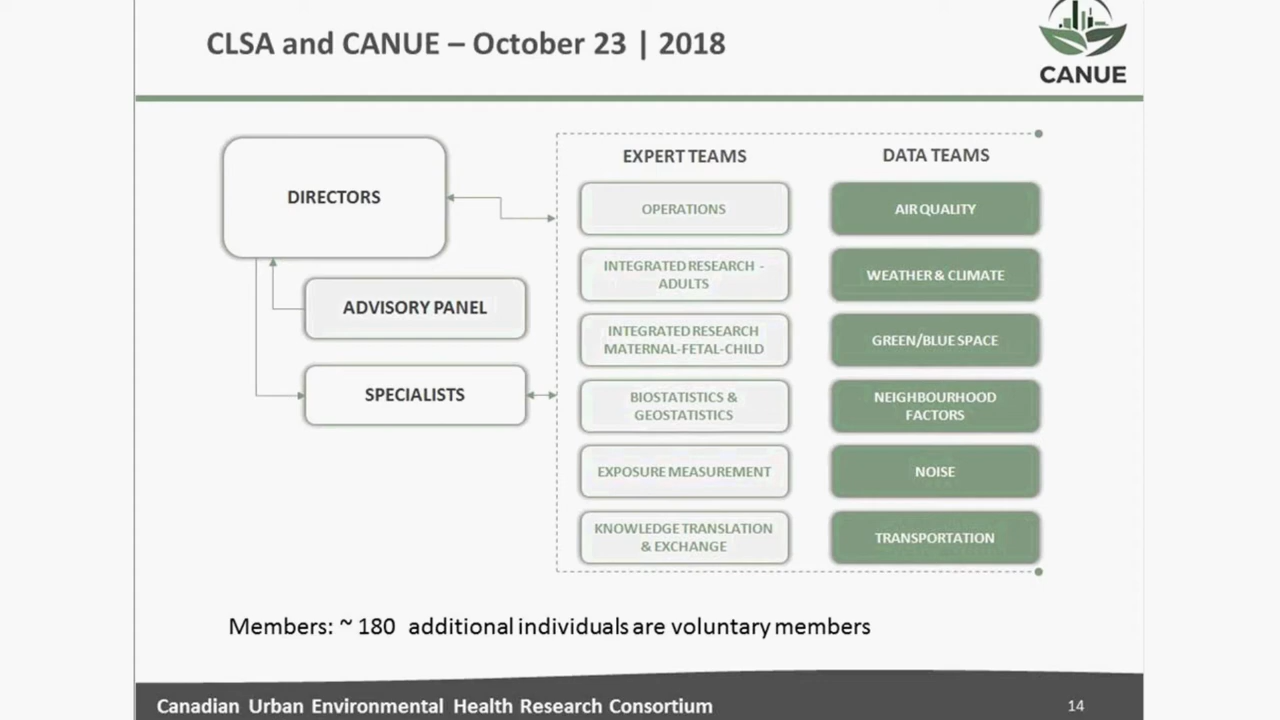 CLSA and CANUE – October 23 | 2018
CANUE
DIRECTORS
ADVISORY PANEL
SPECIALISTS
EXPERT TEAMS
OPERATIONS
INTEGRATED RESEARCH -
ADULTS
INTEGRATED RESEARCH
MATERNAL-FETAL-CHILD
BIOSTATISTICS &
GEOSTATISTICS
EXPOSURE MEASUREMENT
KNOWLEDGE TRANSLATION
& EXCHANGE
DATA TEAMS
AIR QUALITY
WEATHER & CLIMATE
GREEN/BLUE SPACE
NEIGHBOURHOOD
FACTORS
NOISE
TRANSPORTATION
Members: ~ 180 additional individuals are voluntary members
Canadian Urban Environmental Health Research Consortium
14